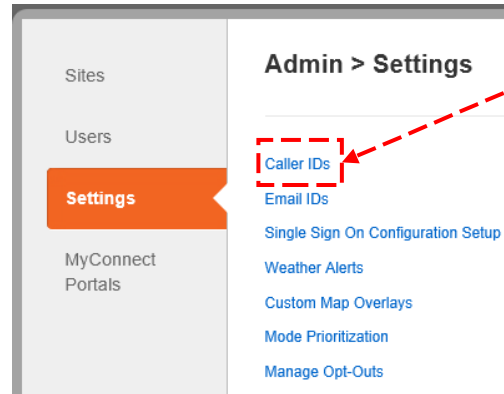 Sites
Users
Settings
MyConnect
Portals
Admin > Settings
Caller IDs
Email IDs
Single Sign On Configuration Setup
Weather Alerts
Custom Map Overlays
Mode Prioritization
Manage Opt-Outs